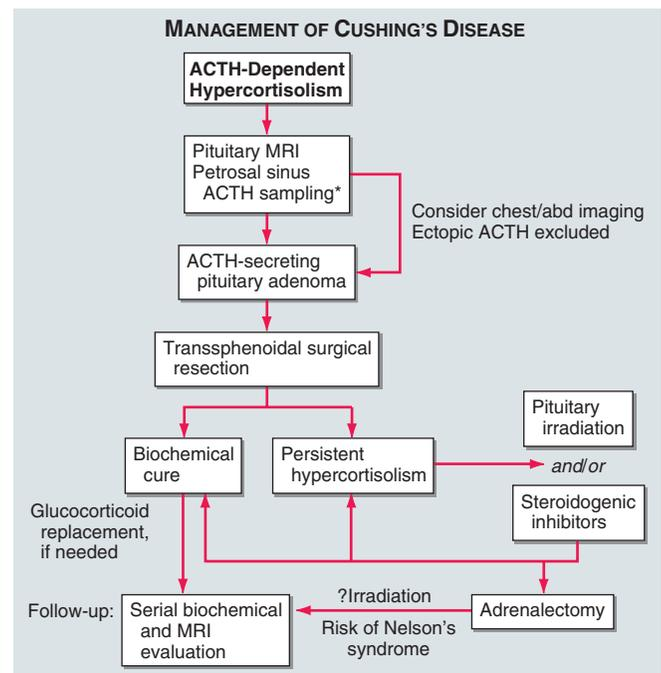 MANAGEMENT OF CUSHING'S DISEASE
ACTH-Dependent
Hypercortisolism
Pituitary MRI
Petrosal sinus
ACTH sampling*
Consider chest/abd imaging
Ectopic ACTH excluded
ACTH-secreting
pituitary adenoma
Transsphenoidal surgical
resection
Pituitary
irradiation
Biochemical
cure
Persistent
hypercortisolism
and/or
Steroidogenic
inhibitors
Glucocorticoid
replacement,
if needed
Follow-up:
Serial biochemical
and MRI
evaluation
?Irradiation
Risk of Nelson's
syndrome
Adrenalectomy